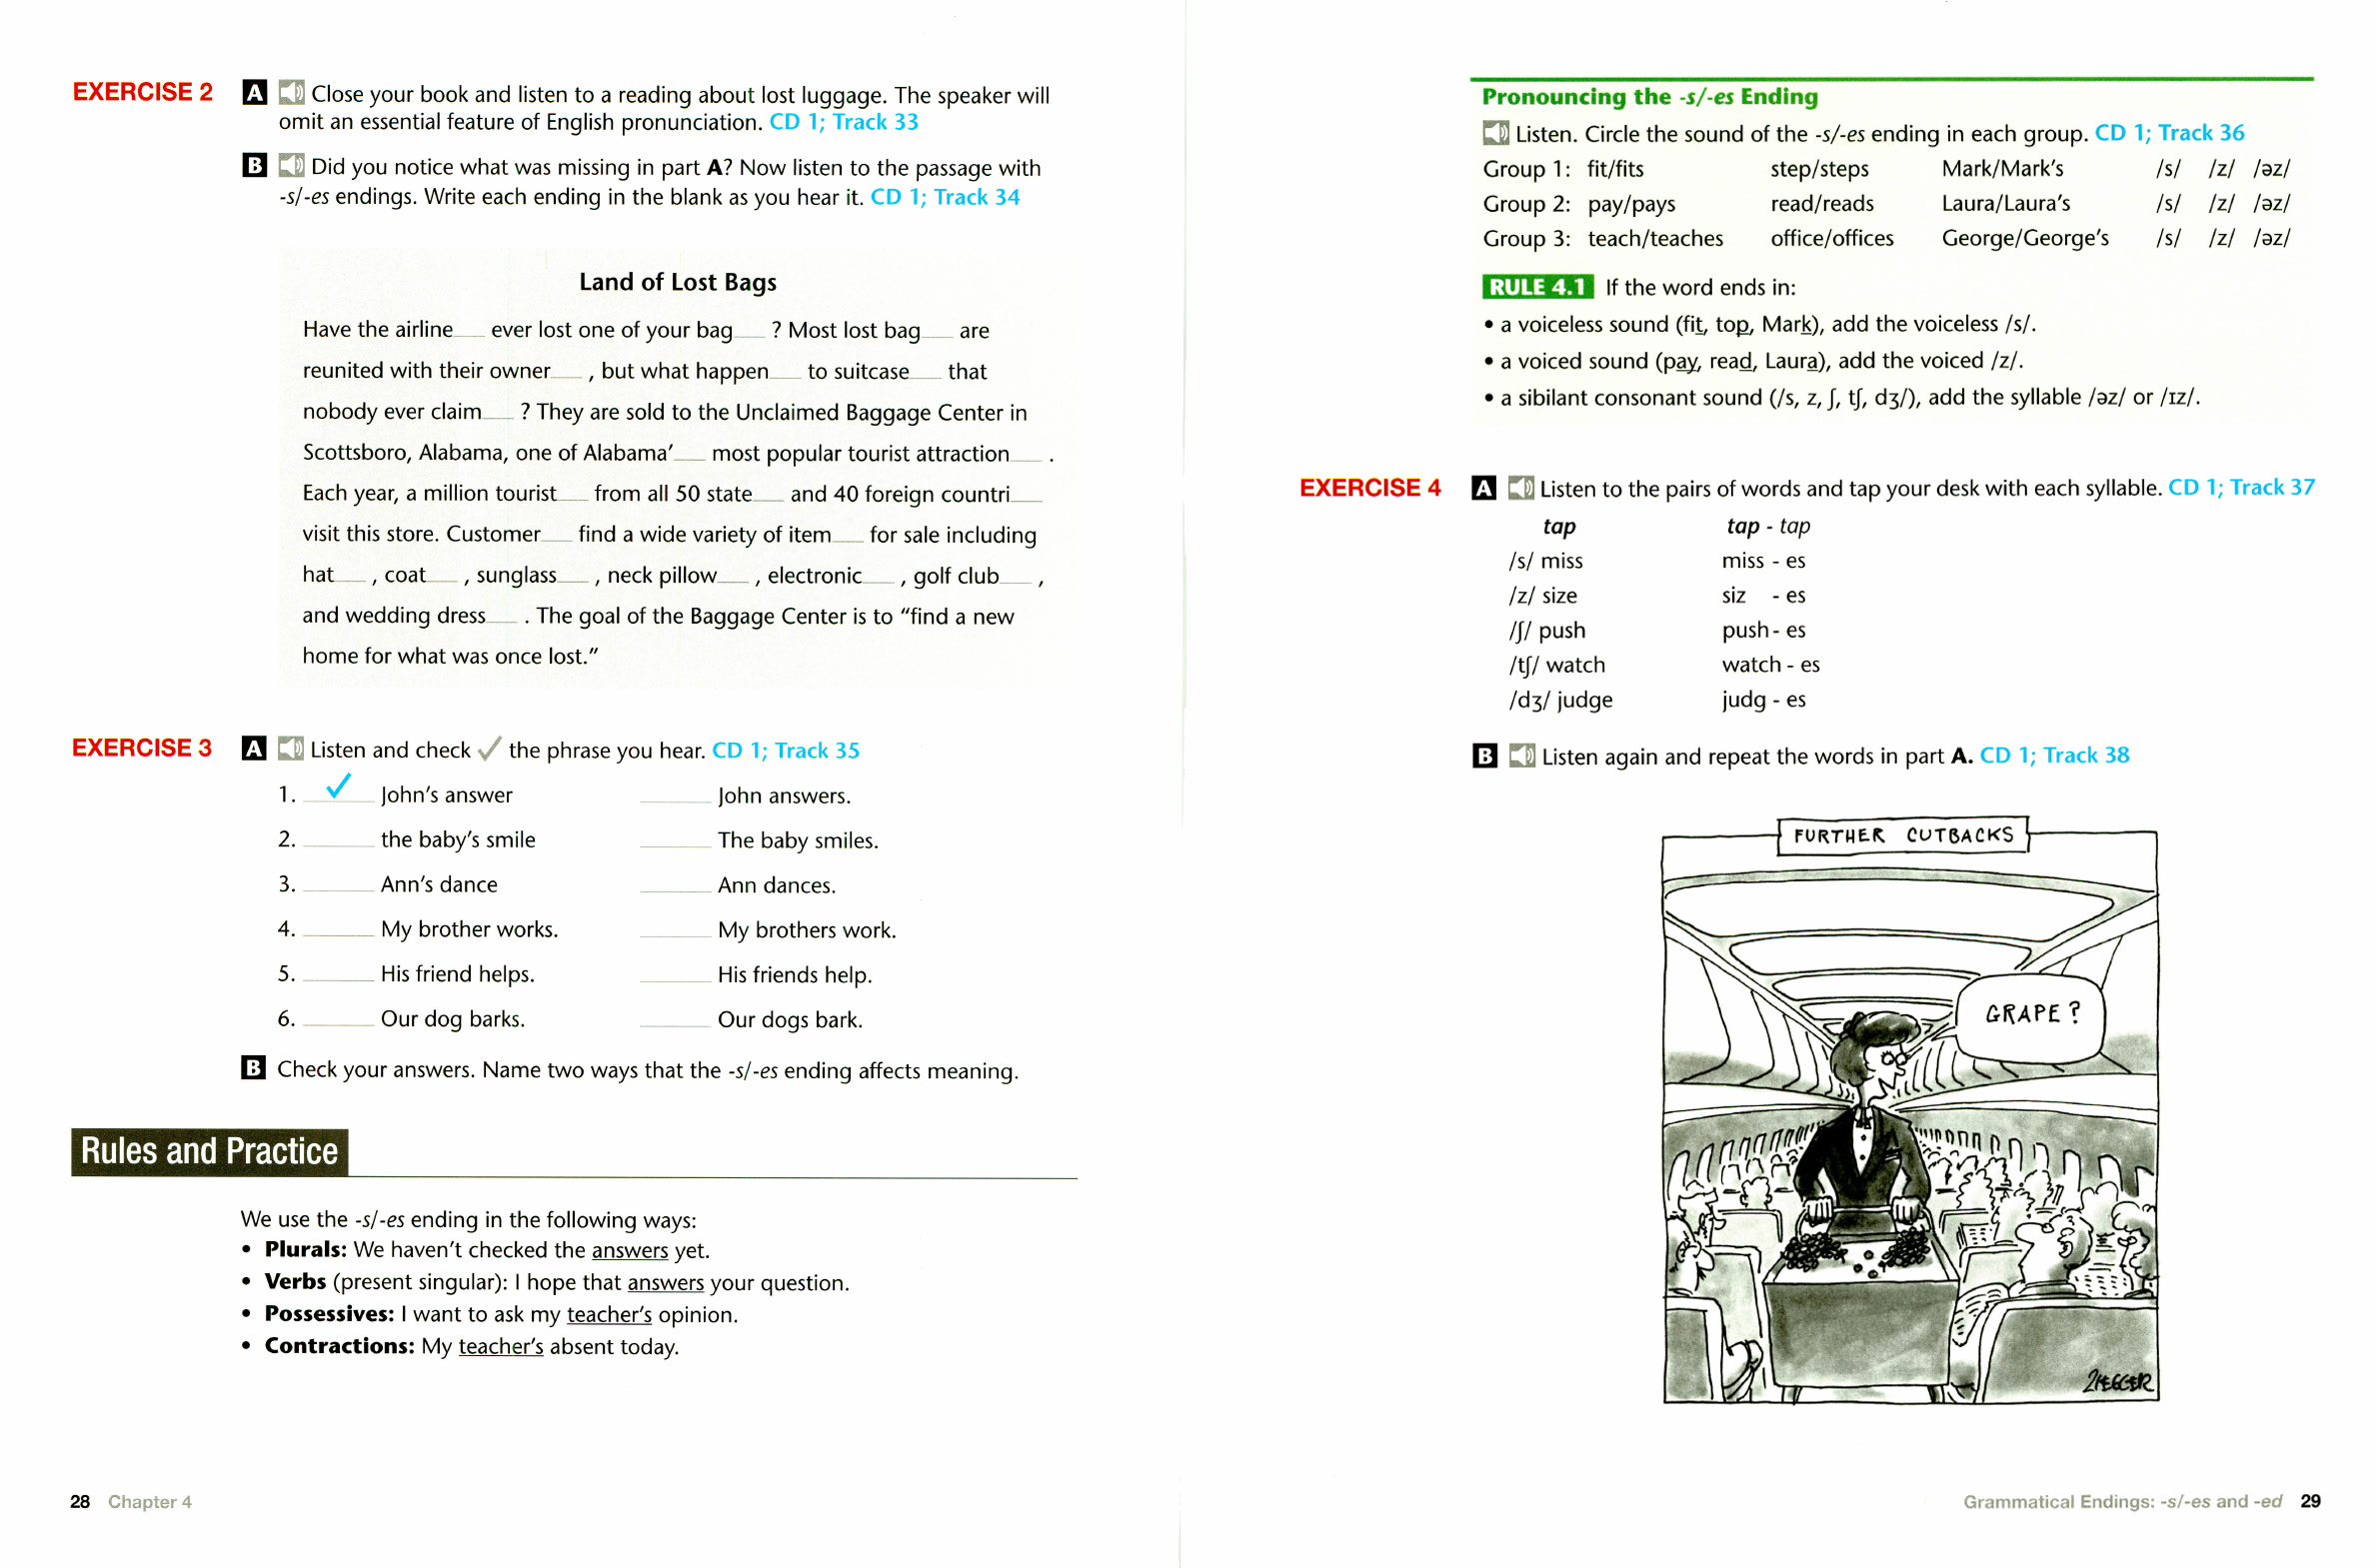 EXERCISE 2
A Close your book and listen to a reading about lost luggage. The speaker will
omit an essential feature of English pronunciation. CD 1; Track 33
B Did you notice what was missing in part A? Now listen to the passage with
-s/-es endings. Write each ending in the blank as you hear it. CD 1; Track 34
Land of Lost Bags
Have the airline___ ever lost one of your bag___ ? Most lost bag___ are
reunited with their owner___ , but what happen___ to suitcase___ that
nobody ever claim___ ? They are sold to the Unclaimed Baggage Center in
Scottsboro, Alabama, one of Alabama'___ most popular tourist attraction___ .
Each year, a million tourist___ from all 50 state___ and 40 foreign countri___
visit this store. Customer___ find a wide variety of item___ for sale including
hat___ , coat___ , sunglass___ , neck pillow___ , electronic___ , golf club___ ,
and wedding dress___ . The goal of the Baggage Center is to “find a new
home for what was once lost.”
EXERCISE 3
A Listen and check ✓ the phrase you hear. CD 1; Track 35
1. ✓ John's answer ______ John answers.
2. ______ the baby's smile ______ The baby smiles.
3. ______ Ann's dance ______ Ann dances.
4. ______ My brother works. ______ My brothers work.
5. ______ His friend helps. ______ His friends help.
6. ______ Our dog barks. ______ Our dogs bark.
B Check your answers. Name two ways that the -s/-es ending affects meaning.
Rules and Practice
We use the -s/-es ending in the following ways:
• Plurals: We haven't checked the answers yet.
• Verbs (present singular): I hope that answers your question.
• Possessives: I want to ask my teacher's opinion.
• Contractions: My teacher's absent today.
28 Chapter 4
Pronouncing the -s/-es Ending
Listen. Circle the sound of the -s/-es ending in each group. CD 1; Track 36
Group 1: fit/fits step/steps Mark/Mark's /s/ /z/ /əz/
Group 2: pay/pays read/reads Laura/Laura's /s/ /z/ /əz/
Group 3: teach/teaches office/offices George/George's /s/ /z/ /əz/
RULE 4.1 If the word ends in:
• a voiceless sound (fit, top, Mark), add the voiceless /s/.
• a voiced sound (pay, read, Laura), add the voiced /z/.
• a sibilant consonant sound (/s, z, ʃ, tʃ, dʒ/), add the syllable /əz/ or /ɪz/.
EXERCISE 4
A Listen to the pairs of words and tap your desk with each syllable. CD 1; Track 37
tap tap - tap
/s/ miss miss - es
/z/ size siz - es
/ʃ/ push push - es
/tʃ/ watch watch - es
/dʒ/ judge judg - es
B Listen again and repeat the words in part A. CD 1; Track 38
FURTHER CUTBACKS
GRAPE?
ZIEGLER
Grammatical Endings: -s/-es and -ed 29